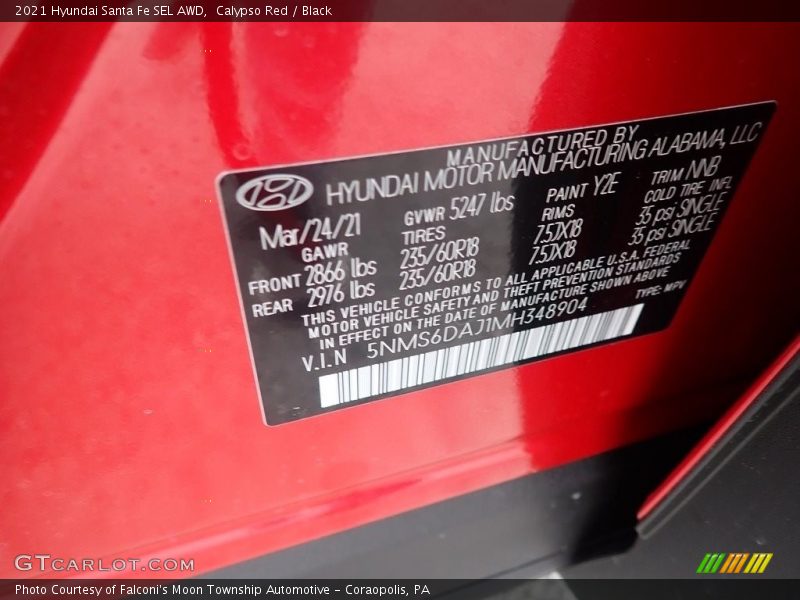 2021 Hyundai Santa Fe SEL AWD, Calypso Red / Black
MANUFACTURED BY
HYUNDAI MOTOR MANUFACTURING ALABAMA, LLC
Mar/24/21 GVWR 5247 lbs PAINT Y2E TRIM NNB
GAWR TIRES RIMS COLD TIRE INFL
FRONT 2866 lbs 235/60R18 7.5JX18 35 psi SINGLE
REAR 2976 lbs 235/60R18 7.5JX18 35 psi SINGLE
THIS VEHICLE CONFORMS TO ALL APPLICABLE U.S.A. FEDERAL
MOTOR VEHICLE SAFETY AND THEFT PREVENTION STANDARDS
IN EFFECT ON THE DATE OF MANUFACTURE SHOWN ABOVE
V.I.N 5NMS6DAJ1MH348904 TYPE: MPV
GTCARLOT.COM
Photo Courtesy of Falconi's Moon Township Automotive - Coraopolis, PA